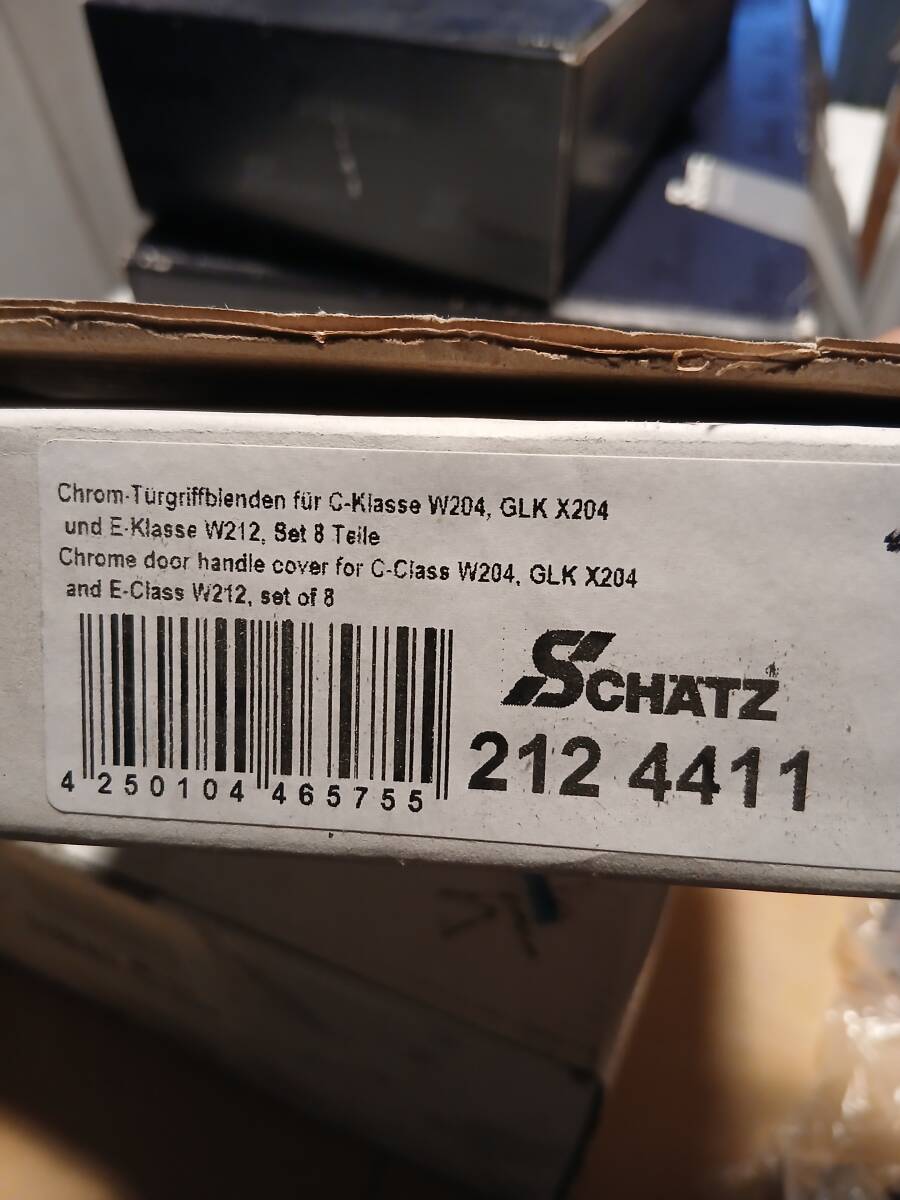 Chrom-Türgriffblenden für C-Klasse W204, GLK X204
und E-Klasse W212, Set 8 Teile
Chrome door handle cover for C-Class W204, GLK X204
and E-Class W212, set of 8
SCHÄTZ
4 250104 465755
212 4411